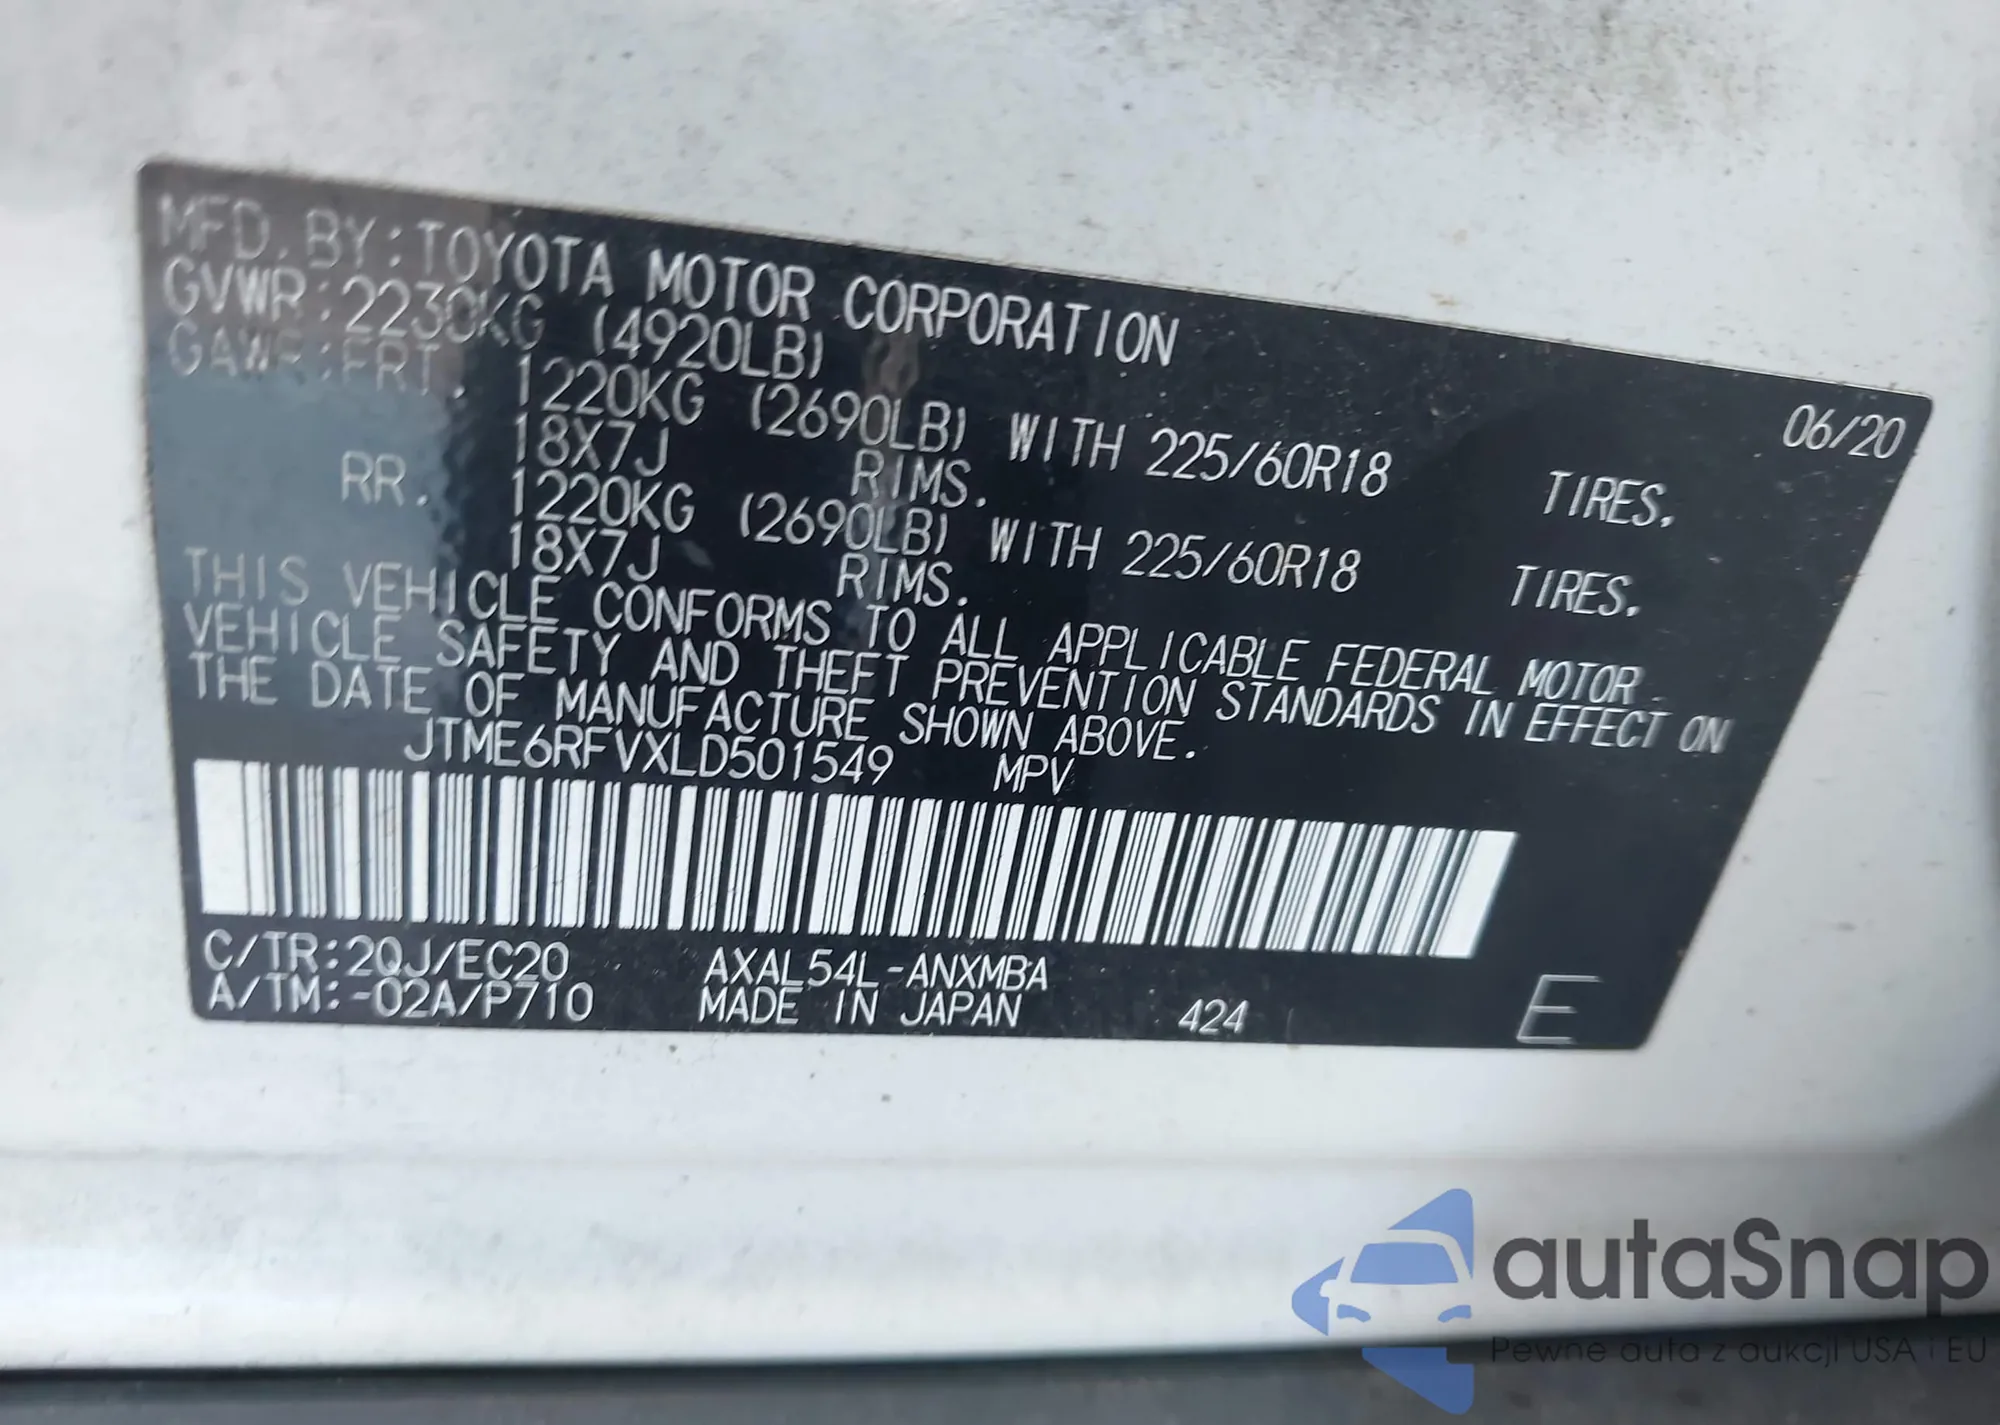 MFD. BY: TOYOTA MOTOR CORPORATION 06/20
GVWR: 2230KG (4920LB)
GAWR: FRT. 1220KG (2690LB) WITH 225/60R18 TIRES,
18X7J RIMS.
RR. 1220KG (2690LB) WITH 225/60R18 TIRES,
18X7J RIMS.
THIS VEHICLE CONFORMS TO ALL APPLICABLE FEDERAL MOTOR
VEHICLE SAFETY AND THEFT PREVENTION STANDARDS IN EFFECT ON
THE DATE OF MANUFACTURE SHOWN ABOVE.
JTME6RFVXLD501549 MPV
C/TR: 2QJ/EC20 AXAL54L-ANXMBA
A/TM: -02A/P710 MADE IN JAPAN 424 E
autaSnap
Pewne auta z aukcji USA i EU